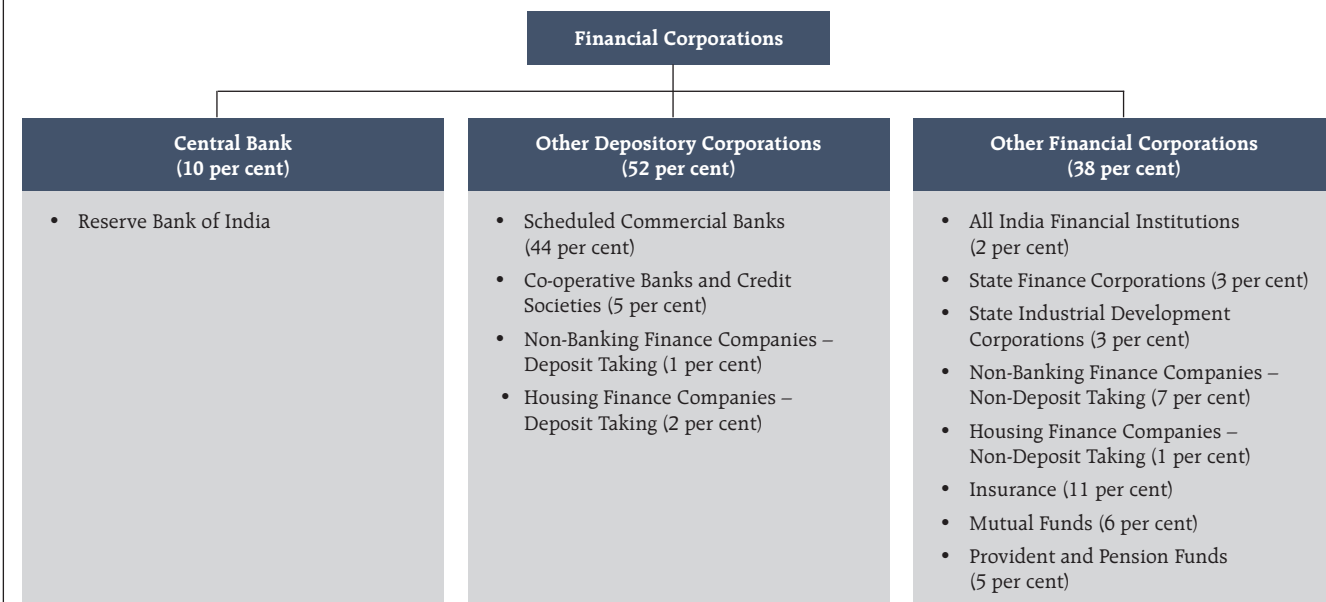 Financial Corporations
Central Bank
(10 per cent)
• Reserve Bank of India
Other Depository Corporations
(52 per cent)
• Scheduled Commercial Banks
(44 per cent)
• Co-operative Banks and Credit
Societies (5 per cent)
• Non-Banking Finance Companies –
Deposit Taking (1 per cent)
• Housing Finance Companies –
Deposit Taking (2 per cent)
Other Financial Corporations
(38 per cent)
• All India Financial Institutions
(2 per cent)
• State Finance Corporations (3 per cent)
• State Industrial Development
Corporations (3 per cent)
• Non-Banking Finance Companies –
Non-Deposit Taking (7 per cent)
• Housing Finance Companies –
Non-Deposit Taking (1 per cent)
• Insurance (11 per cent)
• Mutual Funds (6 per cent)
• Provident and Pension Funds
(5 per cent)